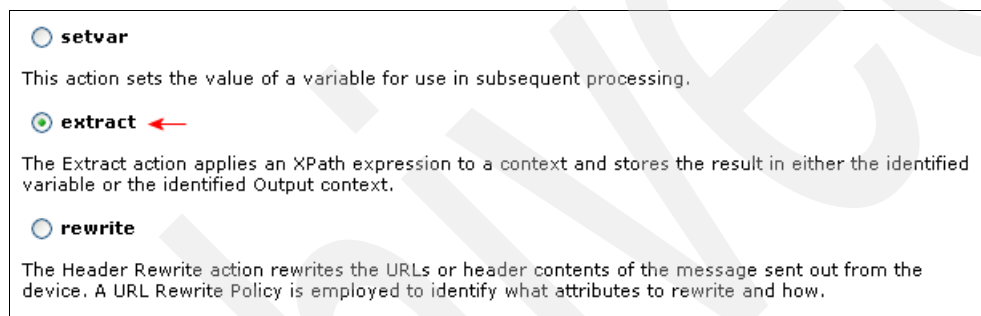 setvar
This action sets the value of a variable for use in subsequent processing.
extract
The Extract action applies an XPath expression to a context and stores the result in either the identified
variable or the identified Output context.
rewrite
The Header Rewrite action rewrites the URLs or header contents of the message sent out from the
device. A URL Rewrite Policy is employed to identify what attributes to rewrite and how.